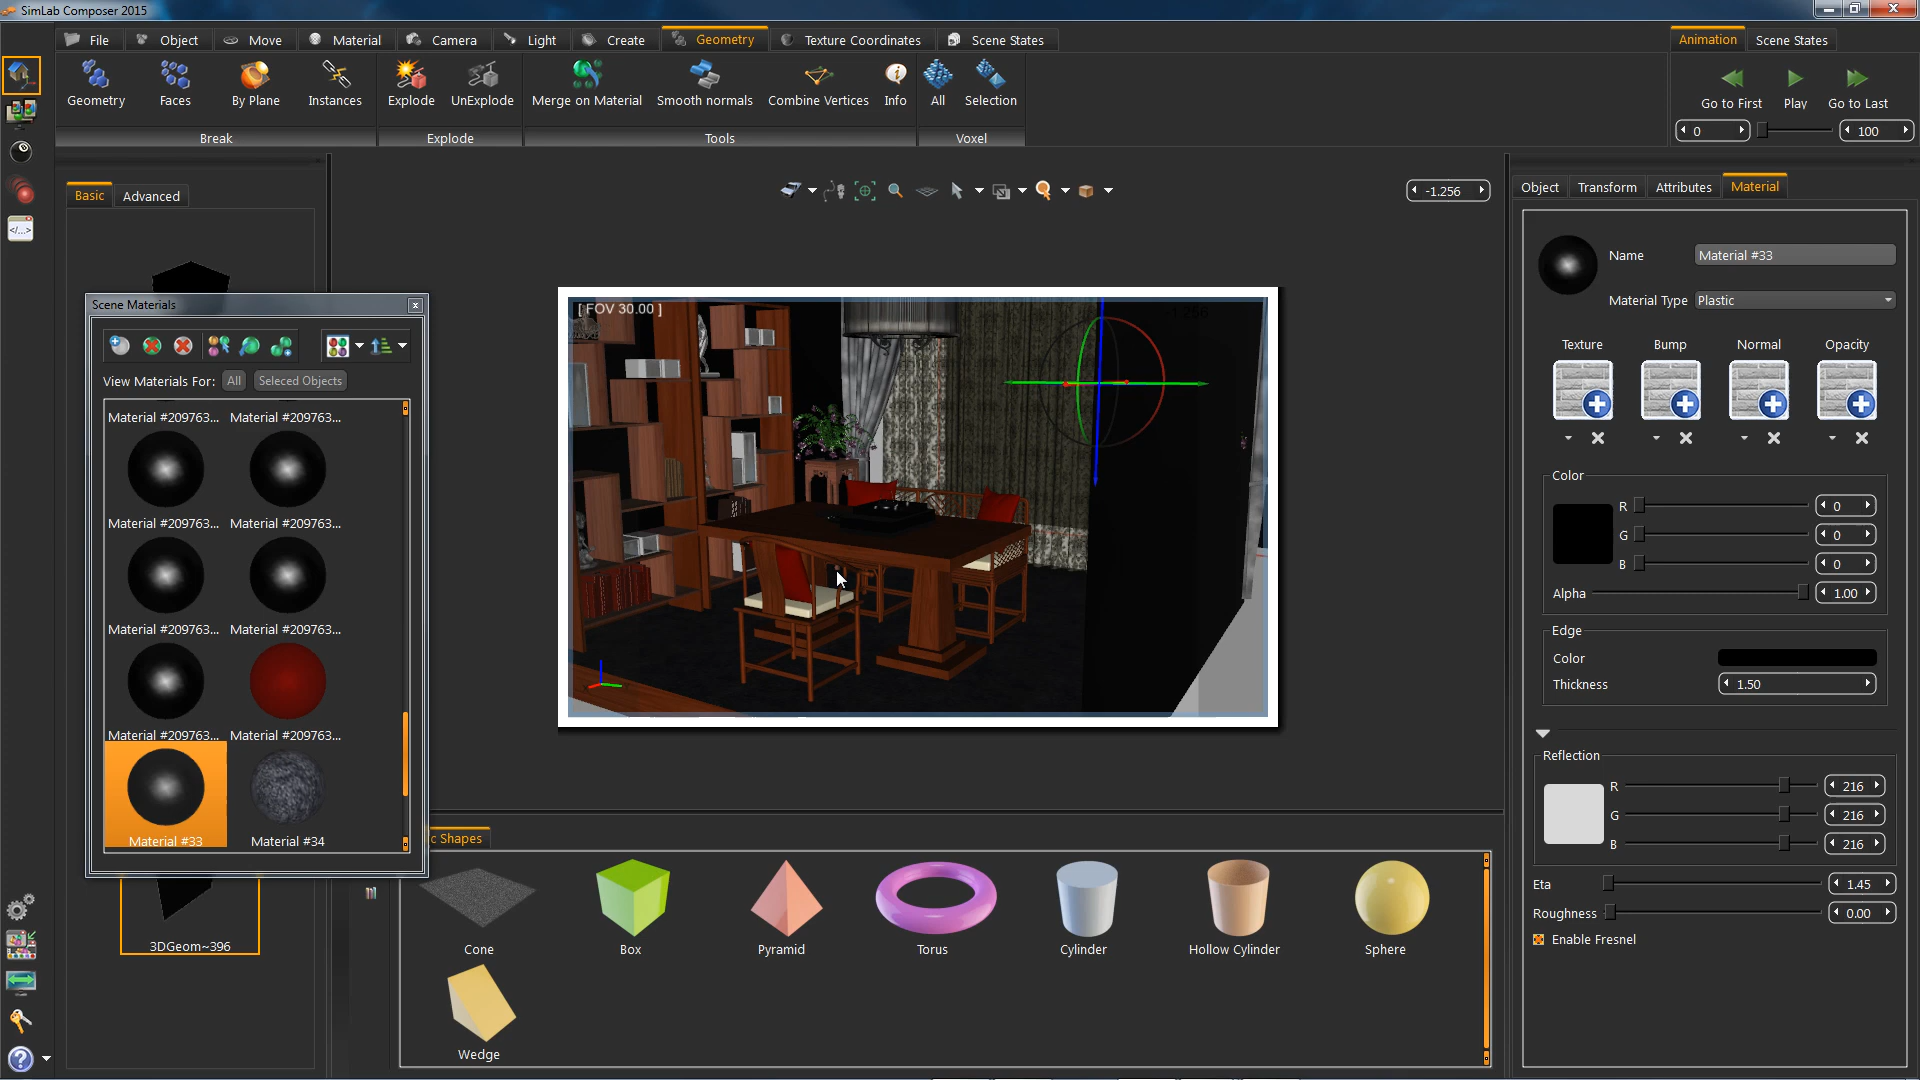 SimLab Composer 2015
File
Object
Move
Material
Camera
Light
Create
Geometry
Texture Coordinates
Scene States
Animation
Scene States
Geometry
Faces
By Plane
Instances
Explode
UnExplode
Merge on Material
Smooth normals
Combine Vertices
Info
All
Selection
Go to First
Play
Go to Last
Break
Explode
Tools
Voxel
0
100
Basic
Advanced
-1.256
Object
Transform
Attributes
Material
Scene Materials
View Materials For:
All
Seleced Objects
Material #209763...
Material #209763...
Material #209763...
Material #209763...
Material #209763...
Material #209763...
Material #209763...
Material #209763...
Material #33
Material #34
3DGeom~396
[ FOV 30.00 ]
c Shapes
Cone
Box
Pyramid
Torus
Cylinder
Hollow Cylinder
Sphere
Wedge
Name
Material #33
Material Type
Plastic
Texture
Bump
Normal
Opacity
Color
R
0
G
0
B
0
Alpha
1.00
Edge
Color
Thickness
1.50
Reflection
R
216
G
216
B
216
Eta
1.45
Roughness
0.00
Enable Fresnel